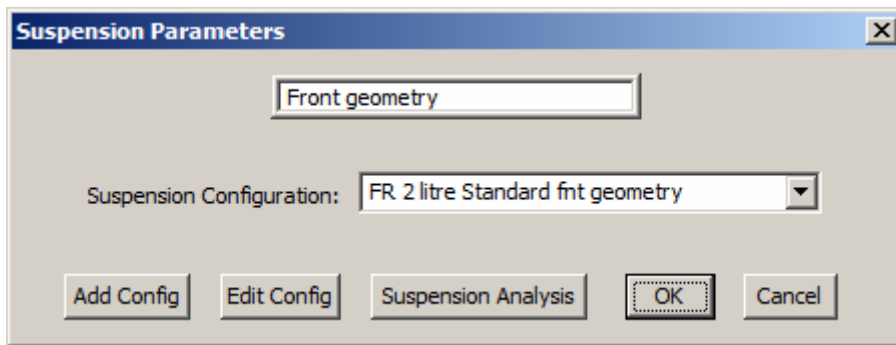 Suspension Parameters
Front geometry
Suspension Configuration: FR 2 litre Standard fnt geometry
Add Config Edit Config Suspension Analysis OK Cancel